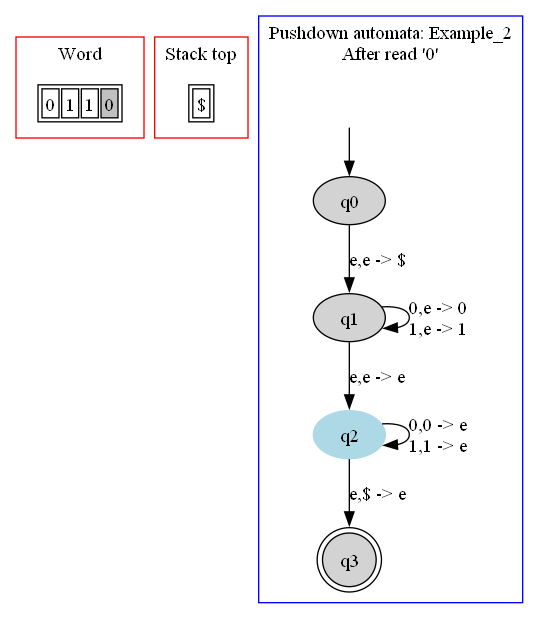 Word
0 1 1 0
Stack top
$
Pushdown automata: Example_2
After read '0'
q0
e,e -> $
q1
0,e -> 0
1,e -> 1
e,e -> e
q2
0,0 -> e
1,1 -> e
e,$ -> e
q3